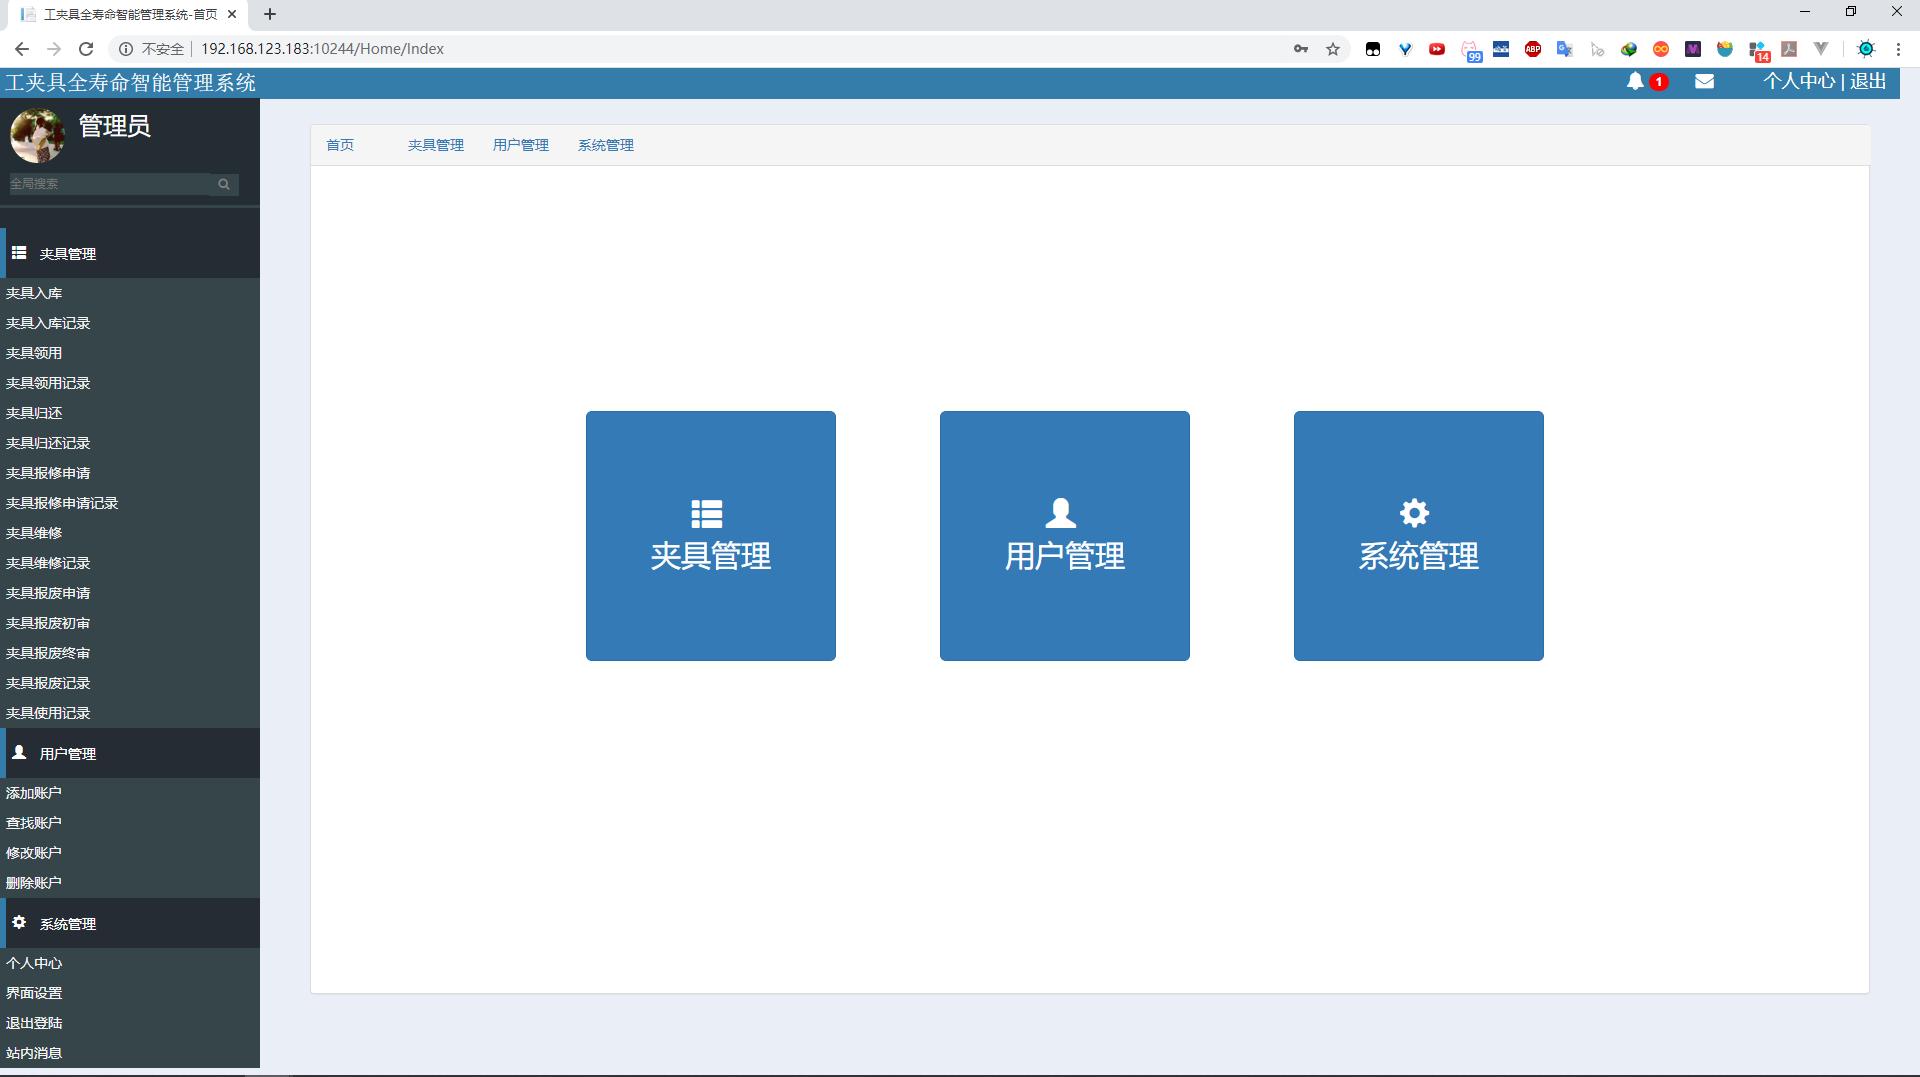 工夹具全寿命智能管理系统-首页
不安全 192.168.123.183:10244/Home/Index
99
ABP
14
工夹具全寿命智能管理系统
1
个人中心 | 退出
管理员
全局搜索
首页 夹具管理 用户管理 系统管理
夹具管理
夹具入库
夹具入库记录
夹具领用
夹具领用记录
夹具归还
夹具归还记录
夹具报修申请
夹具报修申请记录
夹具维修
夹具维修记录
夹具报废申请
夹具报废初审
夹具报废终审
夹具报废记录
夹具使用记录
用户管理
添加账户
查找账户
修改账户
删除账户
系统管理
个人中心
界面设置
退出登陆
站内消息
夹具管理
用户管理
系统管理